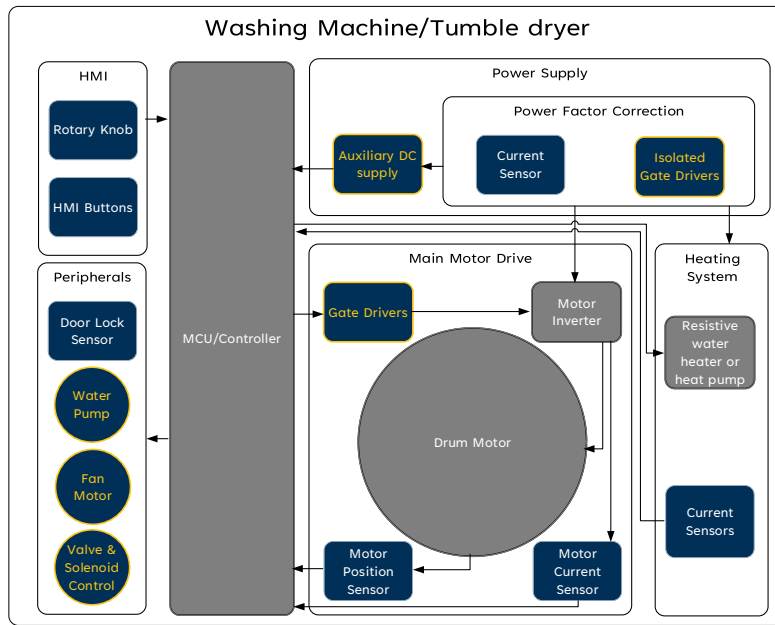 Washing Machine/Tumble dryer
HMI
Rotary Knob
HMI Buttons
Peripherals
Door Lock
Sensor
Water
Pump
Fan
Motor
Valve &
Solenoid
Control
MCU/Controller
Power Supply
Power Factor Correction
Auxiliary DC
supply
Current
Sensor
Isolated
Gate Drivers
Main Motor Drive
Gate Drivers
Motor
Inverter
Drum Motor
Motor
Position
Sensor
Motor
Current
Sensor
Heating
System
Resistive
water
heater or
heat pump
Current
Sensors